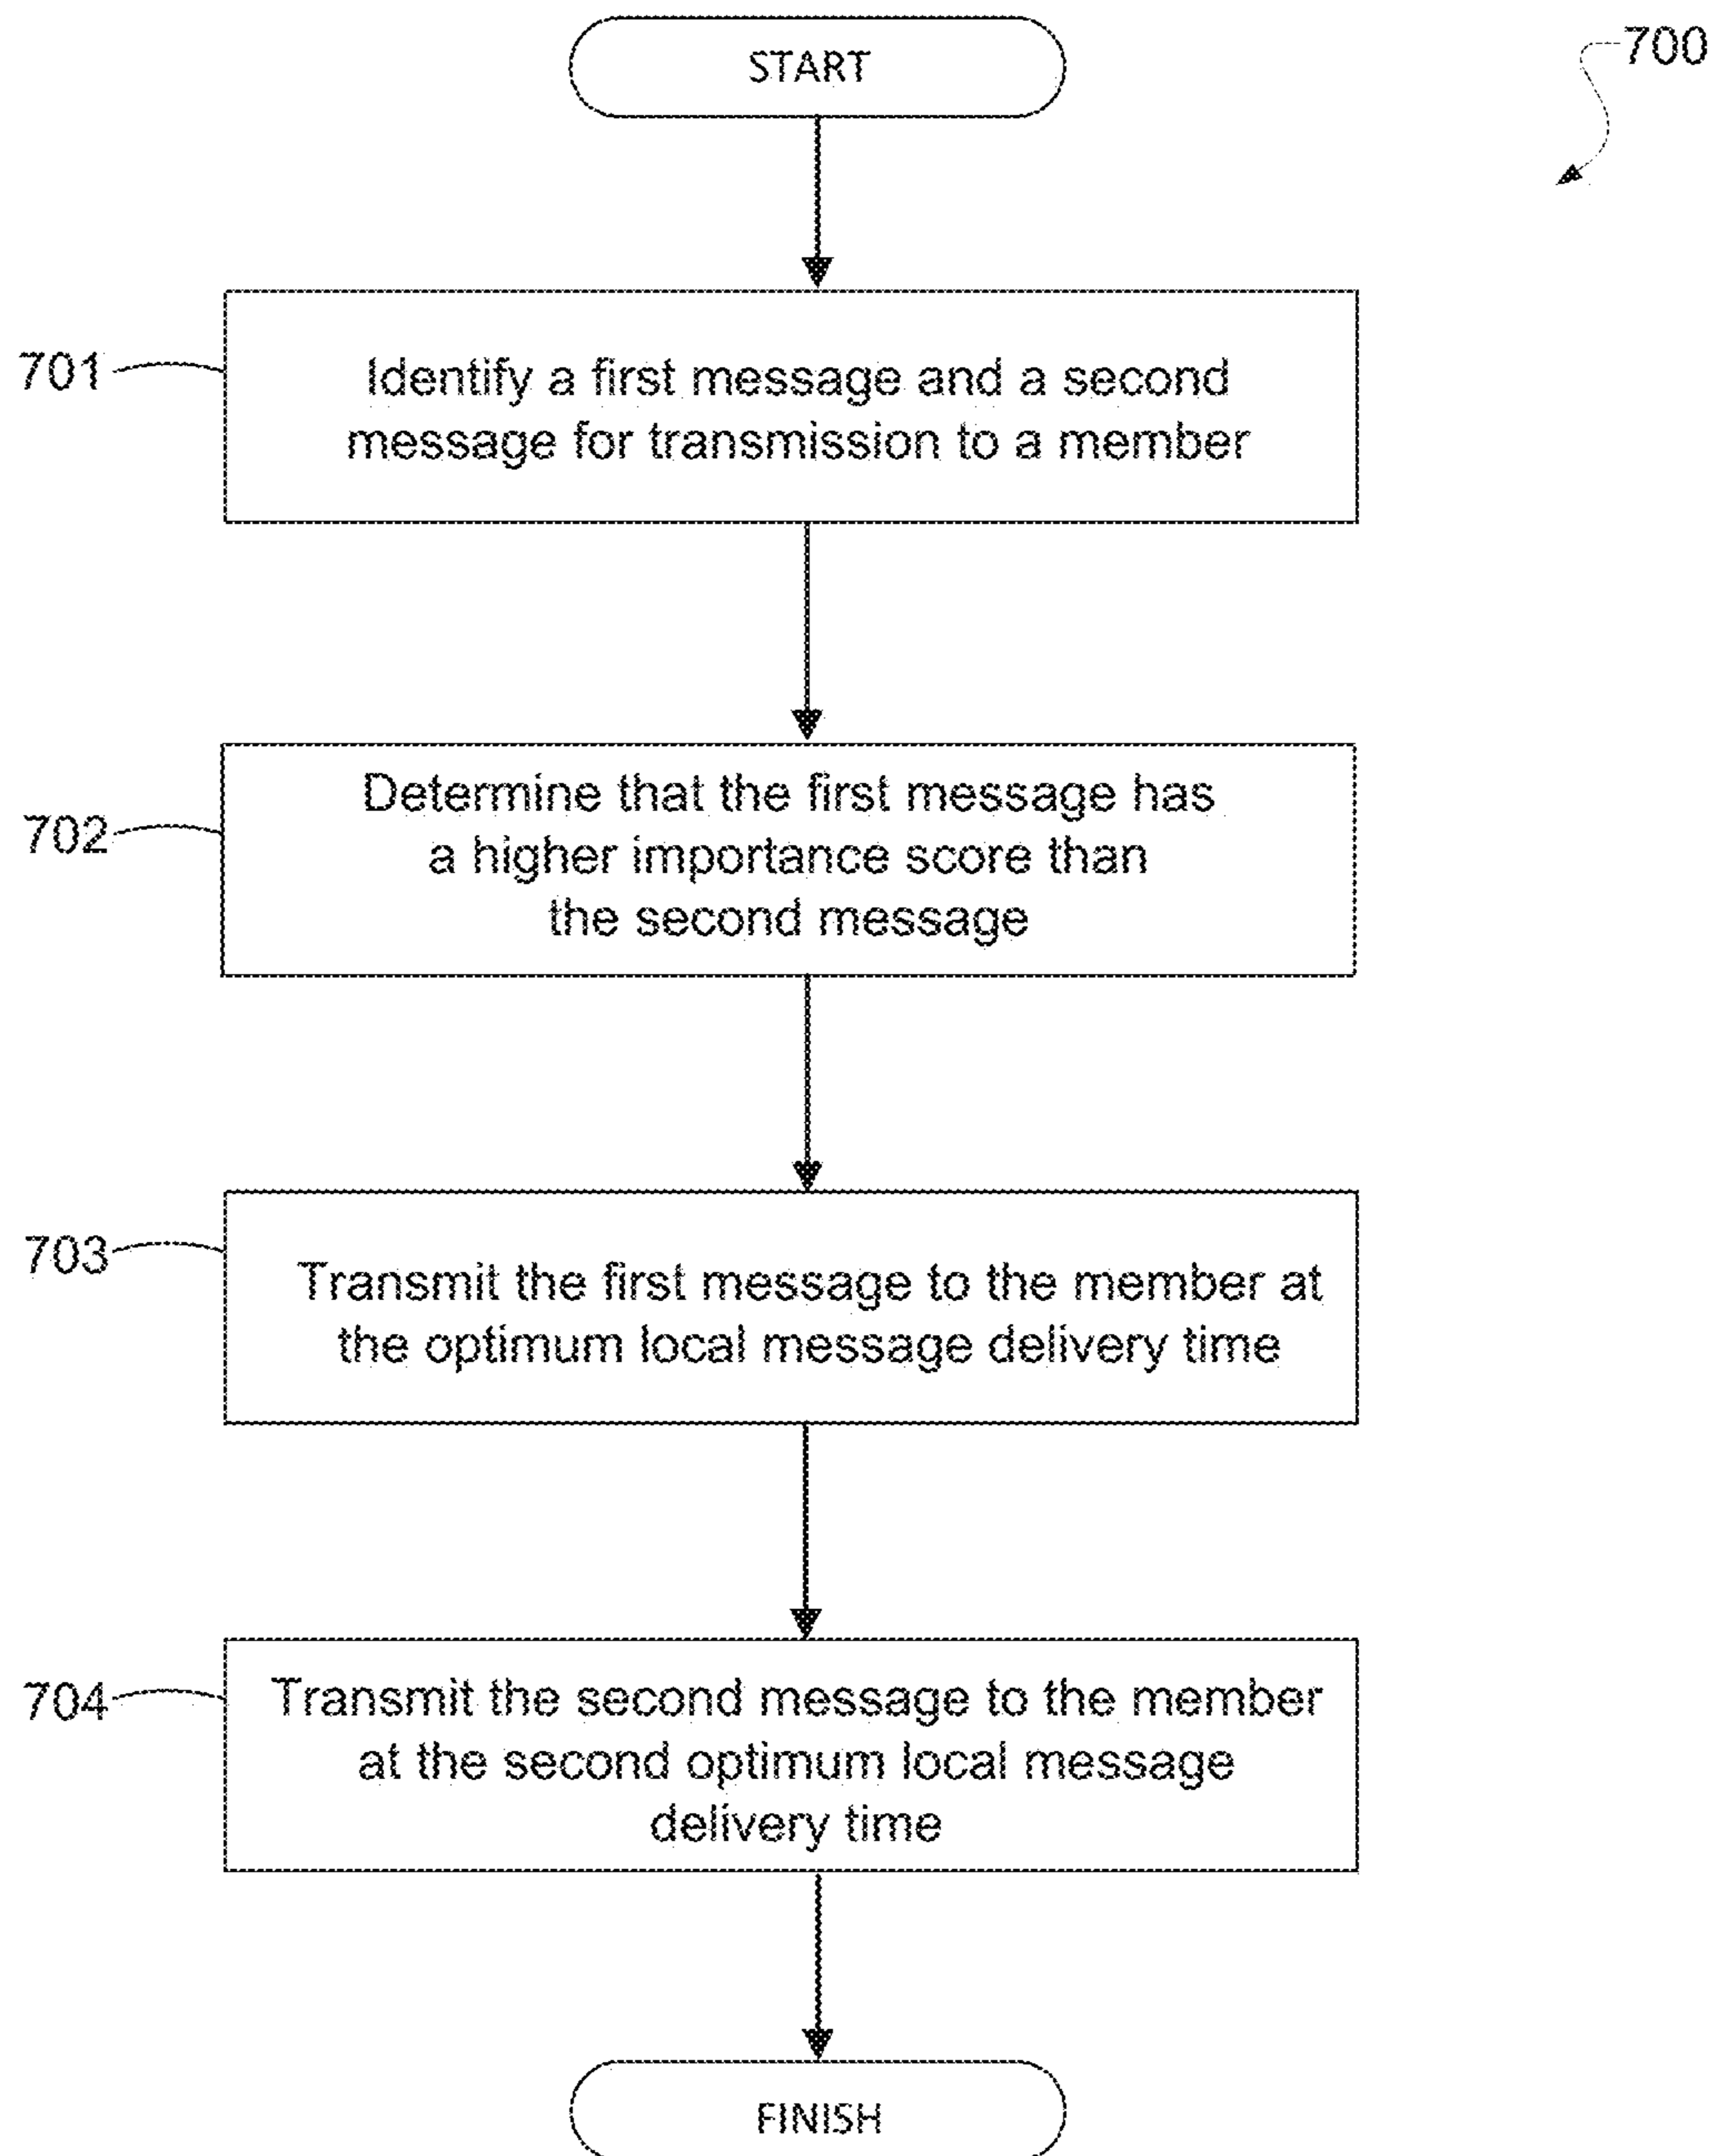 START
700
701
Identify a first message and a second
message for transmission to a member
702
Determine that the first message has
a higher importance score than
the second message
703
Transmit the first message to the member at
the optimum local message delivery time
704
Transmit the second message to the member
at the second optimum local message
delivery time
FINISH